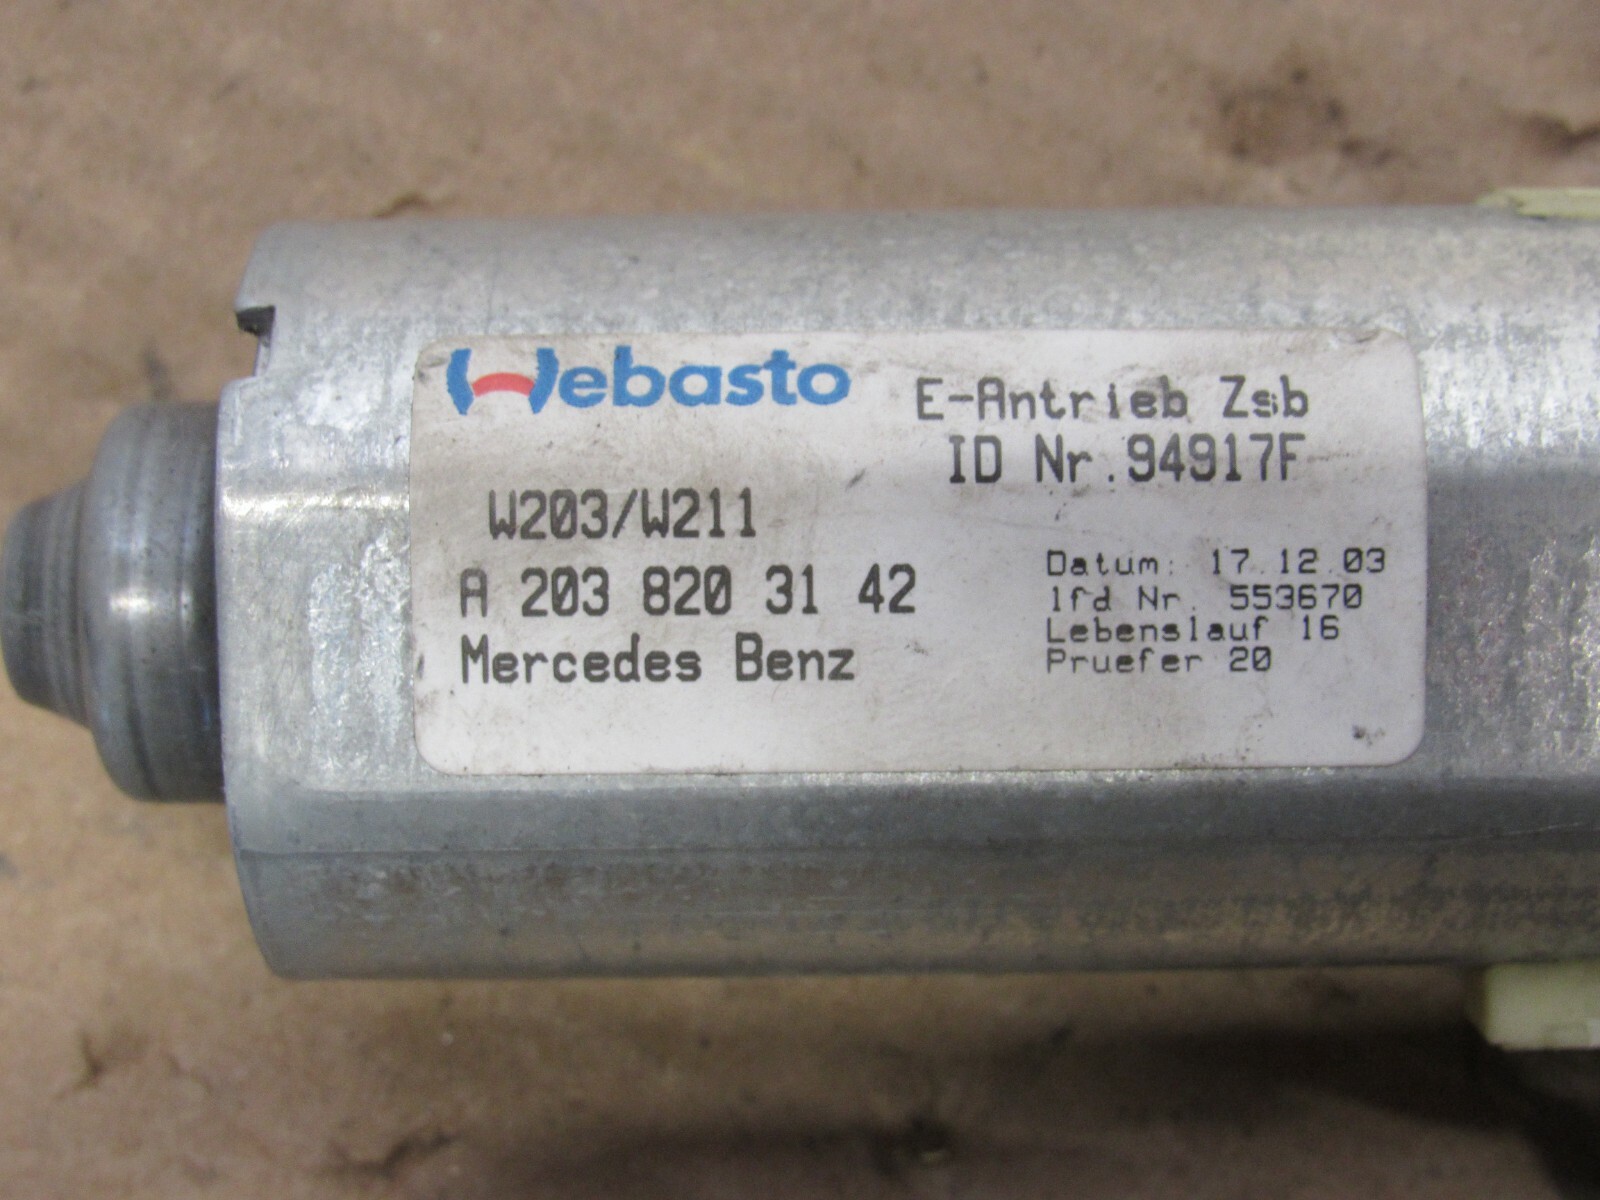 Webasto
E-Antrieb Zsb
ID Nr.94917F
W203/W211
A 203 820 31 42
Mercedes Benz
Datum: 17.12.03
lfd Nr. 553670
Lebenslauf 16
Pruefer 20